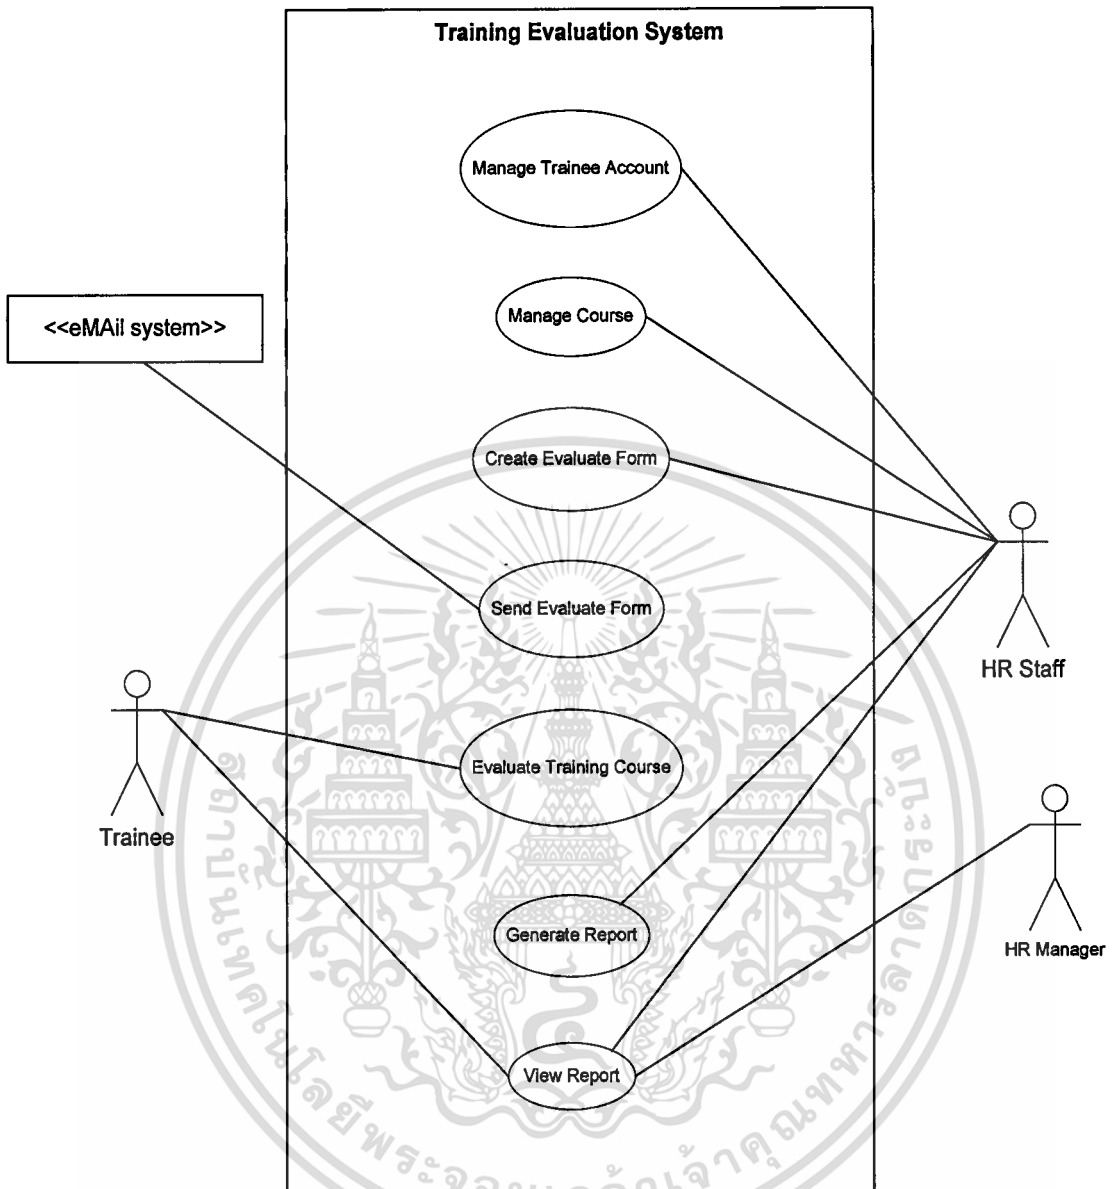 Training Evaluation System
Manage Trainee Account
<<eMAil system>>
Manage Course
Create Evaluate Form
Send Evaluate Form
HR Staff
Evaluate Training Course
Trainee
Generate Report
HR Manager
View Report